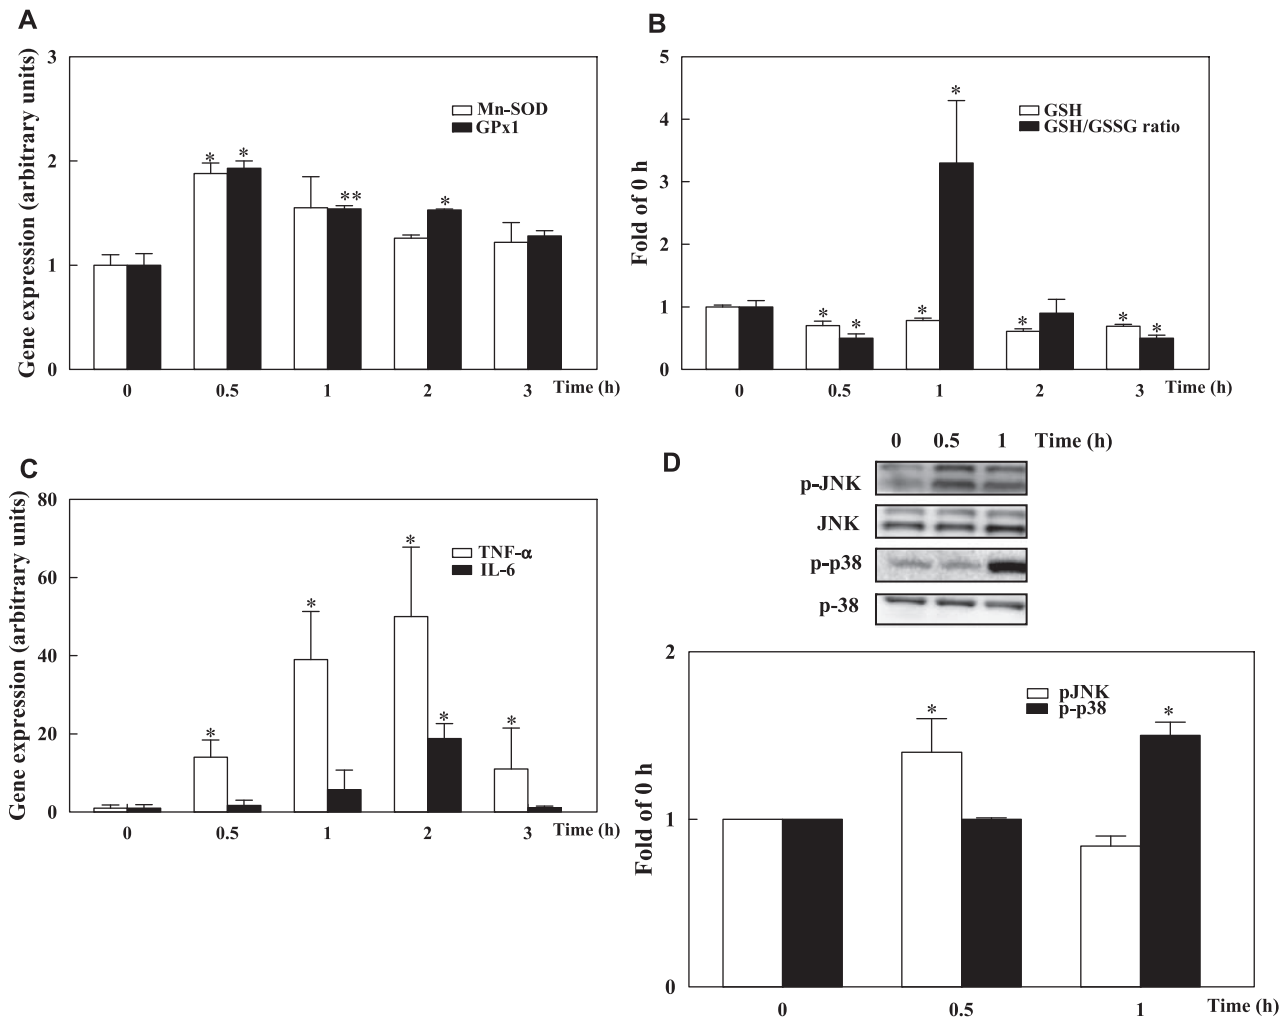 A
Gene expression (arbitrary units)
3
2
1
0
Mn-SOD
GPx1
* * ** *
0 0.5 1 2 3 Time (h)
B
Fold of 0 h
5
4
3
2
1
0
GSH
GSH/GSSG ratio
*
* * * * * *
0 0.5 1 2 3 Time (h)
C
Gene expression (arbitrary units)
80
60
40
20
0
TNF-α
IL-6
* * * * *
0 0.5 1 2 3 Time (h)
D
0 0.5 1 Time (h)
p-JNK
JNK
p-p38
p-38
Fold of 0 h
2
1
0
pJNK
p-p38
* *
0 0.5 1 Time (h)